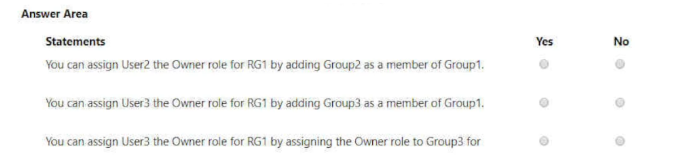 Answer Area
Statements Yes No
You can assign User2 the Owner role for RG1 by adding Group2 as a member of Group1.
You can assign User3 the Owner role for RG1 by adding Group3 as a member of Group1.
You can assign User3 the Owner role for RG1 by assigning the Owner role to Group3 for